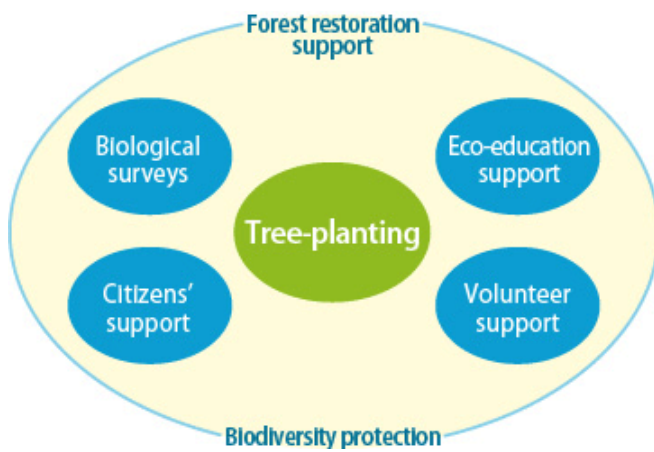 Forest restoration
support
Biological
surveys
Eco-education
support
Tree-planting
Citizens’
support
Volunteer
support
Biodiversity protection